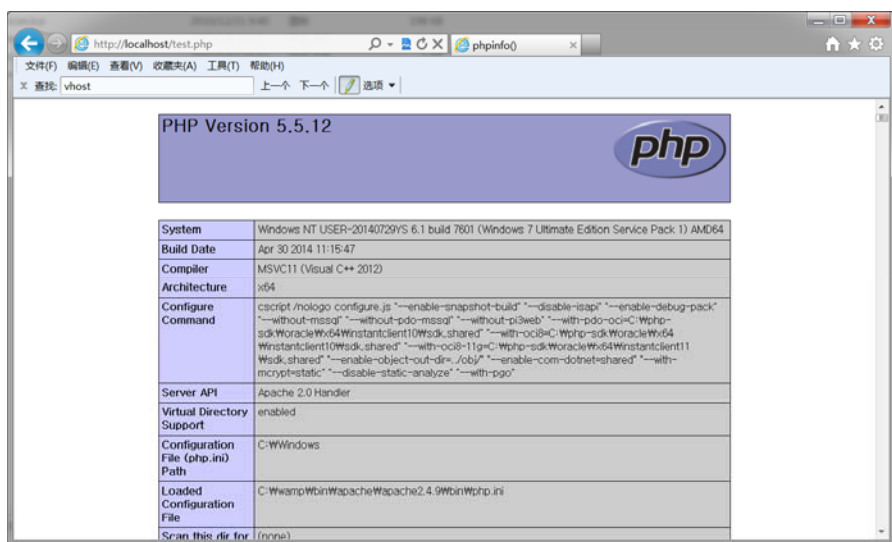 http://localhost/test.php
phpinfo()
文件(F) 编辑(E) 查看(V) 收藏夹(A) 工具(T) 帮助(H)
x 查找: vhost 上一个 下一个 选项
PHP Version 5.5.12
php
System Windows NT USER-20140729YS 6.1 build 7601 (Windows 7 Ultimate Edition Service Pack 1) AMD64
Build Date Apr 30 2014 11:15:47
Compiler MSVC11 (Visual C++ 2012)
Architecture x64
Configure Command cscript /nologo configure.js "--enable-snapshot-build" "--disable-isapi" "--enable-debug-pack"
"--without-mssql" "--without-pdo-mssql" "--without-pi3web" "--with-pdo-oci=C:₩php-
sdk₩oracle₩x64₩instantclient10₩sdk,shared" "--with-oci8=C:₩php-sdk₩oracle₩x64
₩instantclient10₩sdk,shared" "--with-oci8-11g=C:₩php-sdk₩oracle₩x64₩instantclient11
₩sdk,shared" "--enable-object-out-dir=../obj/" "--enable-com-dotnet=shared" "--with-
mcrypt=static" "--disable-static-analyze" "--with-pgo"
Server API Apache 2.0 Handler
Virtual Directory Support enabled
Configuration File (php.ini) Path C:₩Windows
Loaded Configuration File C:₩wamp₩bin₩apache₩apache2.4.9₩bin₩php.ini
Scan this dir for (none)